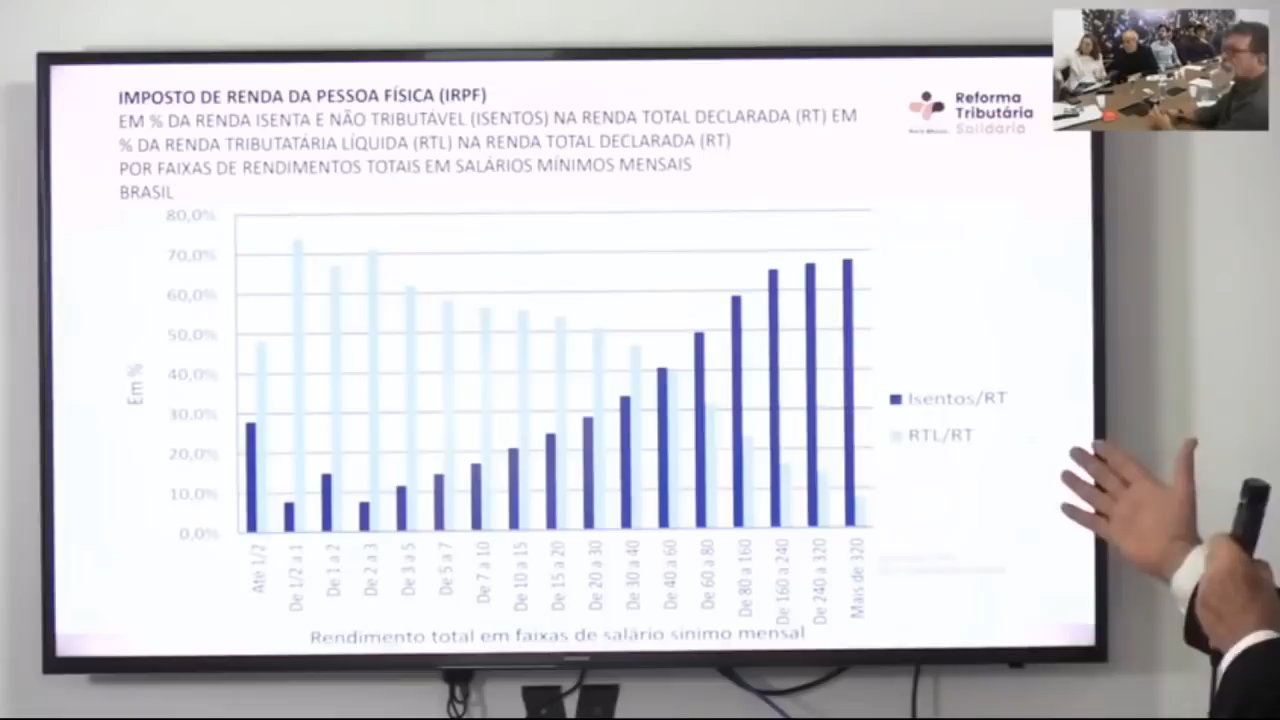 IMPOSTO DE RENDA DA PESSOA FÍSICA (IRPF)
EM % DA RENDA ISENTA E NÃO TRIBUTÁVEL (ISENTOS) NA RENDA TOTAL DECLARADA (RT) EM
% DA RENDA TRIBUTATÁRIA LÍQUIDA (RTL) NA RENDA TOTAL DECLARADA (RT)
POR FAIXAS DE RENDIMENTOS TOTAIS EM SALÁRIOS MÍNIMOS MENSAIS
BRASIL
Reforma
Tributária
Solidária
80,0%
70,0%
60,0%
50,0%
40,0%
30,0%
20,0%
10,0%
0,0%
Em %
Isentos/RT
RTL/RT
Até 1/2
De 1/2 a 1
De 1 a 2
De 2 a 3
De 3 a 5
De 5 a 7
De 7 a 10
De 10 a 15
De 15 a 20
De 20 a 30
De 30 a 40
De 40 a 60
De 60 a 80
De 80 a 160
De 160 a 240
De 240 a 320
Mais de 320
Rendimento total em faixas de salário sinimo mensal